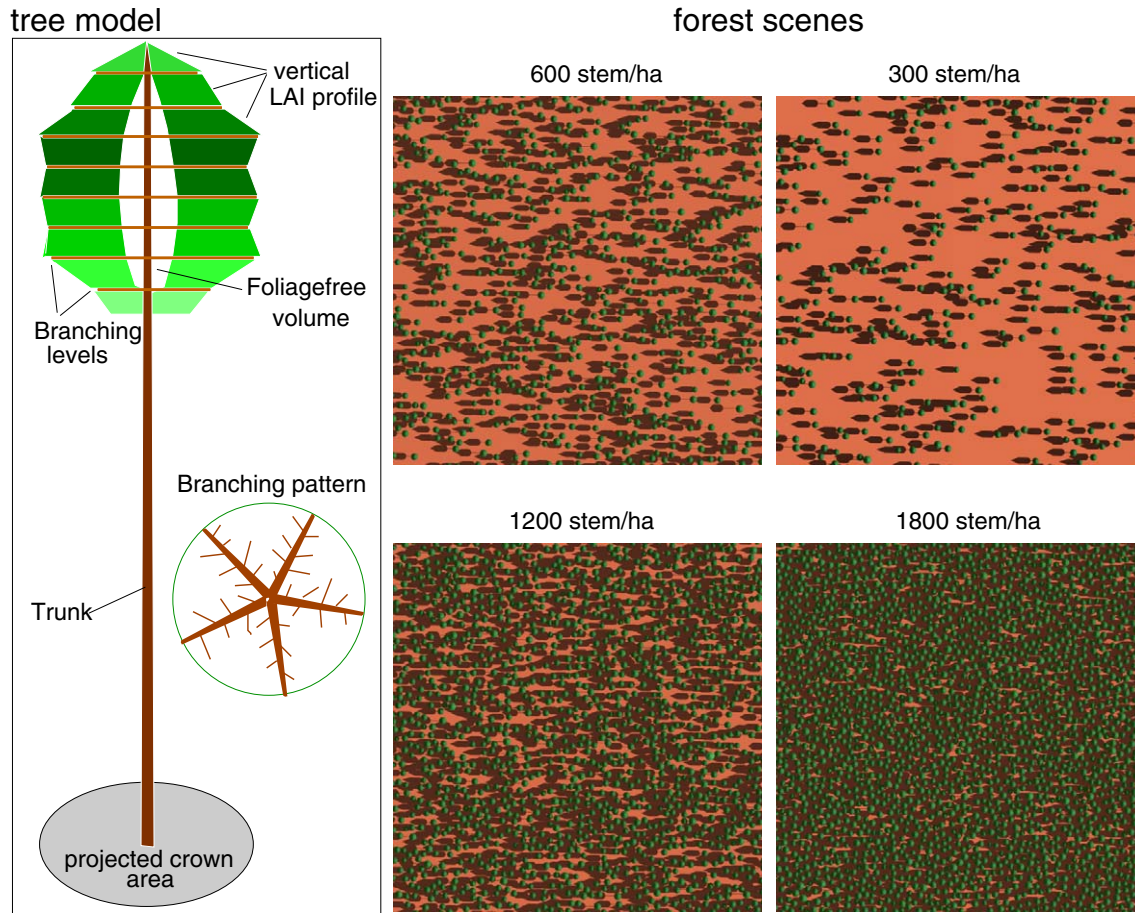 tree model
forest scenes
vertical
LAI profile
Foliagefree
volume
Branching
levels
Branching pattern
Trunk
projected crown
area
600 stem/ha
300 stem/ha
1200 stem/ha
1800 stem/ha